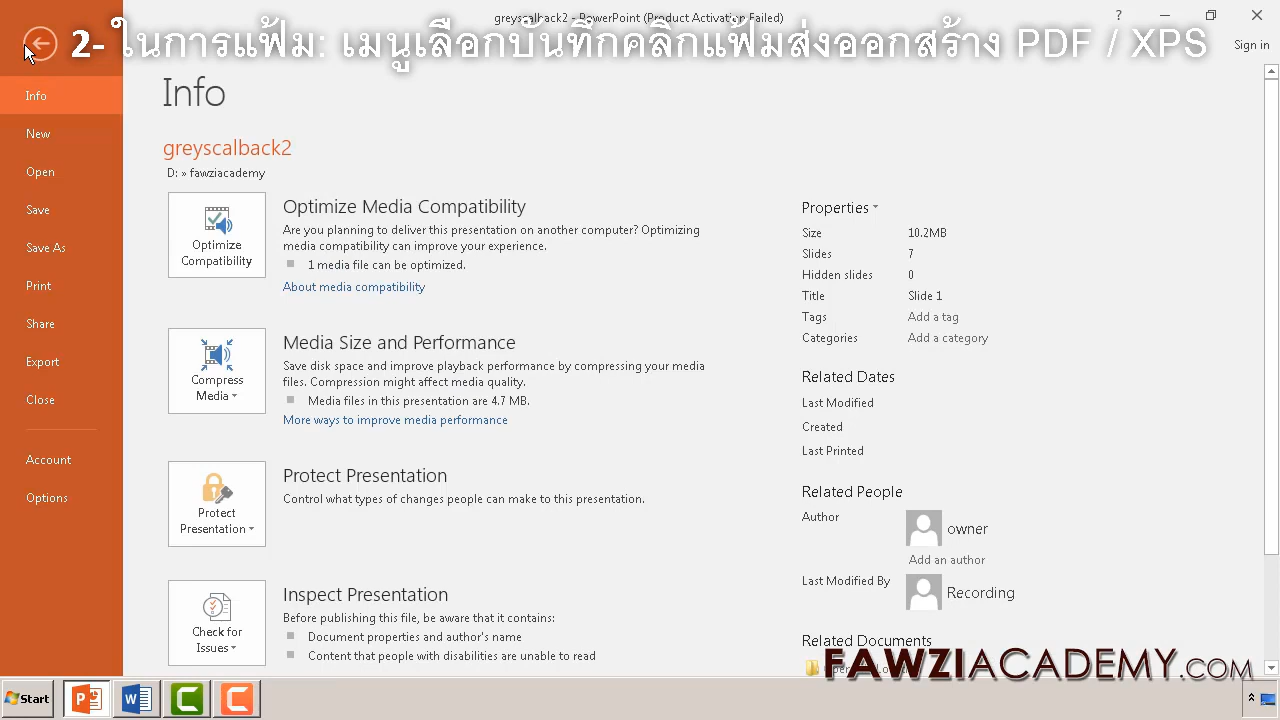 greyscalback2 - PowerPoint (Product Activation Failed)
2- ในการแฟ้ม: เมนูเลือกบันทึกคลิกแฟ้มส่งออกสร้าง PDF / XPS
Sign in
Info
New
Open
Save
Save As
Print
Share
Export
Close
Account
Options
Info
greyscalback2
D: » fawziacademy
Optimize Compatibility
Optimize Media Compatibility
Are you planning to deliver this presentation on another computer? Optimizing
media compatibility can improve your experience.
1 media file can be optimized.
About media compatibility
Compress
Media
Media Size and Performance
Save disk space and improve playback performance by compressing your media
files. Compression might affect media quality.
Media files in this presentation are 4.7 MB.
More ways to improve media performance
Protect
Presentation
Protect Presentation
Control what types of changes people can make to this presentation.
Check for
Issues
Inspect Presentation
Before publishing this file, be aware that it contains:
Document properties and author's name
Content that people with disabilities are unable to read
Properties
Size 10.2MB
Slides 7
Hidden slides 0
Title Slide 1
Tags Add a tag
Categories Add a category
Related Dates
Last Modified
Created
Last Printed
Related People
Author owner
Add an author
Last Modified By Recording
Related Documents
FAWZIACADEMY.COM
Start